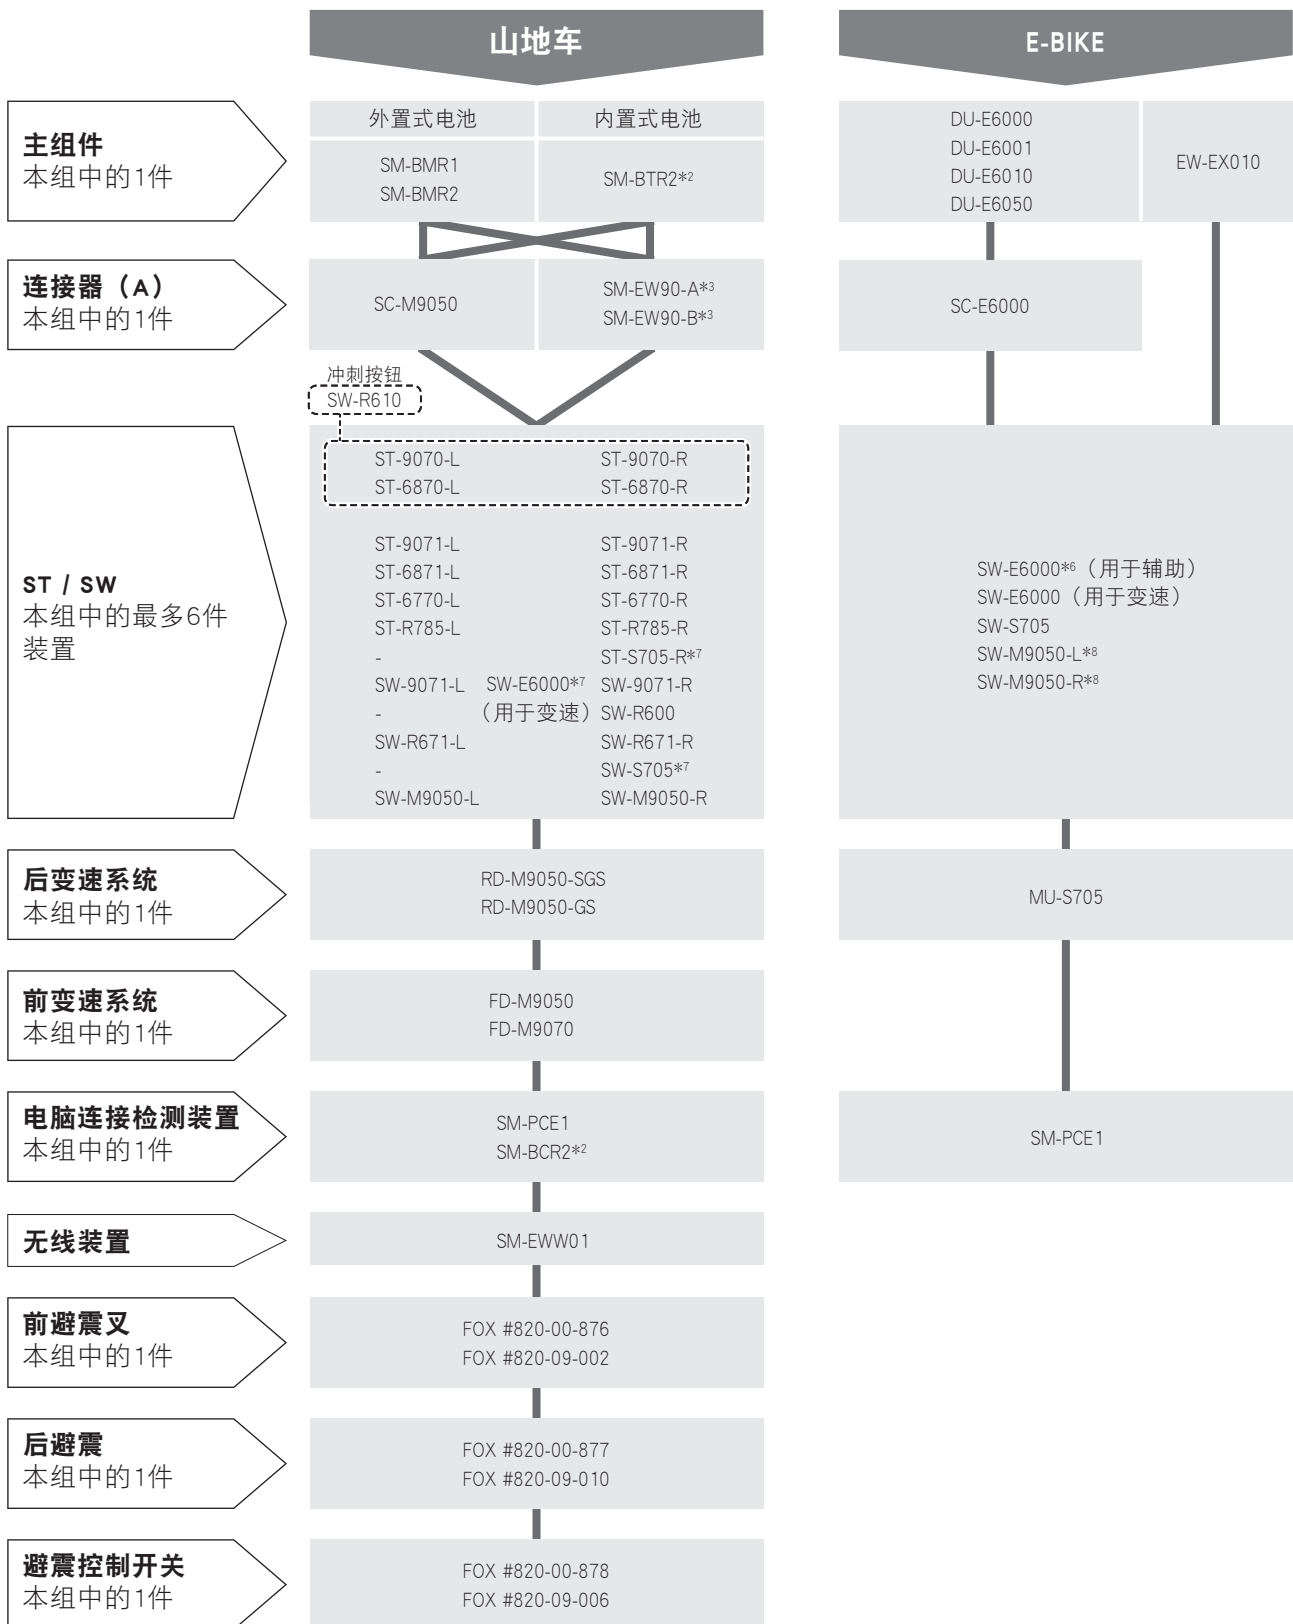 山地车
E-BIKE
主组件
本组中的1件
外置式电池
内置式电池
SM-BMR1
SM-BMR2
SM-BTR2*2
DU-E6000
DU-E6001
DU-E6010
DU-E6050
EW-EX010
连接器（A）
本组中的1件
SC-M9050
SM-EW90-A*3
SM-EW90-B*3
SC-E6000
冲刺按钮
SW-R610
ST / SW
本组中的最多6件
装置
ST-9070-L ST-9070-R
ST-6870-L ST-6870-R
ST-9071-L ST-9071-R
ST-6871-L ST-6871-R
ST-6770-L ST-6770-R
ST-R785-L ST-R785-R
- ST-S705-R*7
SW-9071-L SW-E6000*7 SW-9071-R
- （用于变速） SW-R600
SW-R671-L SW-R671-R
- SW-S705*7
SW-M9050-L SW-M9050-R
SW-E6000*6（用于辅助）
SW-E6000（用于变速）
SW-S705
SW-M9050-L*8
SW-M9050-R*8
后变速系统
本组中的1件
RD-M9050-SGS
RD-M9050-GS
MU-S705
前变速系统
本组中的1件
FD-M9050
FD-M9070
电脑连接检测装置
本组中的1件
SM-PCE1
SM-BCR2*2
SM-PCE1
无线装置
SM-EWW01
前避震叉
本组中的1件
FOX #820-00-876
FOX #820-09-002
后避震
本组中的1件
FOX #820-00-877
FOX #820-09-010
避震控制开关
本组中的1件
FOX #820-00-878
FOX #820-09-006